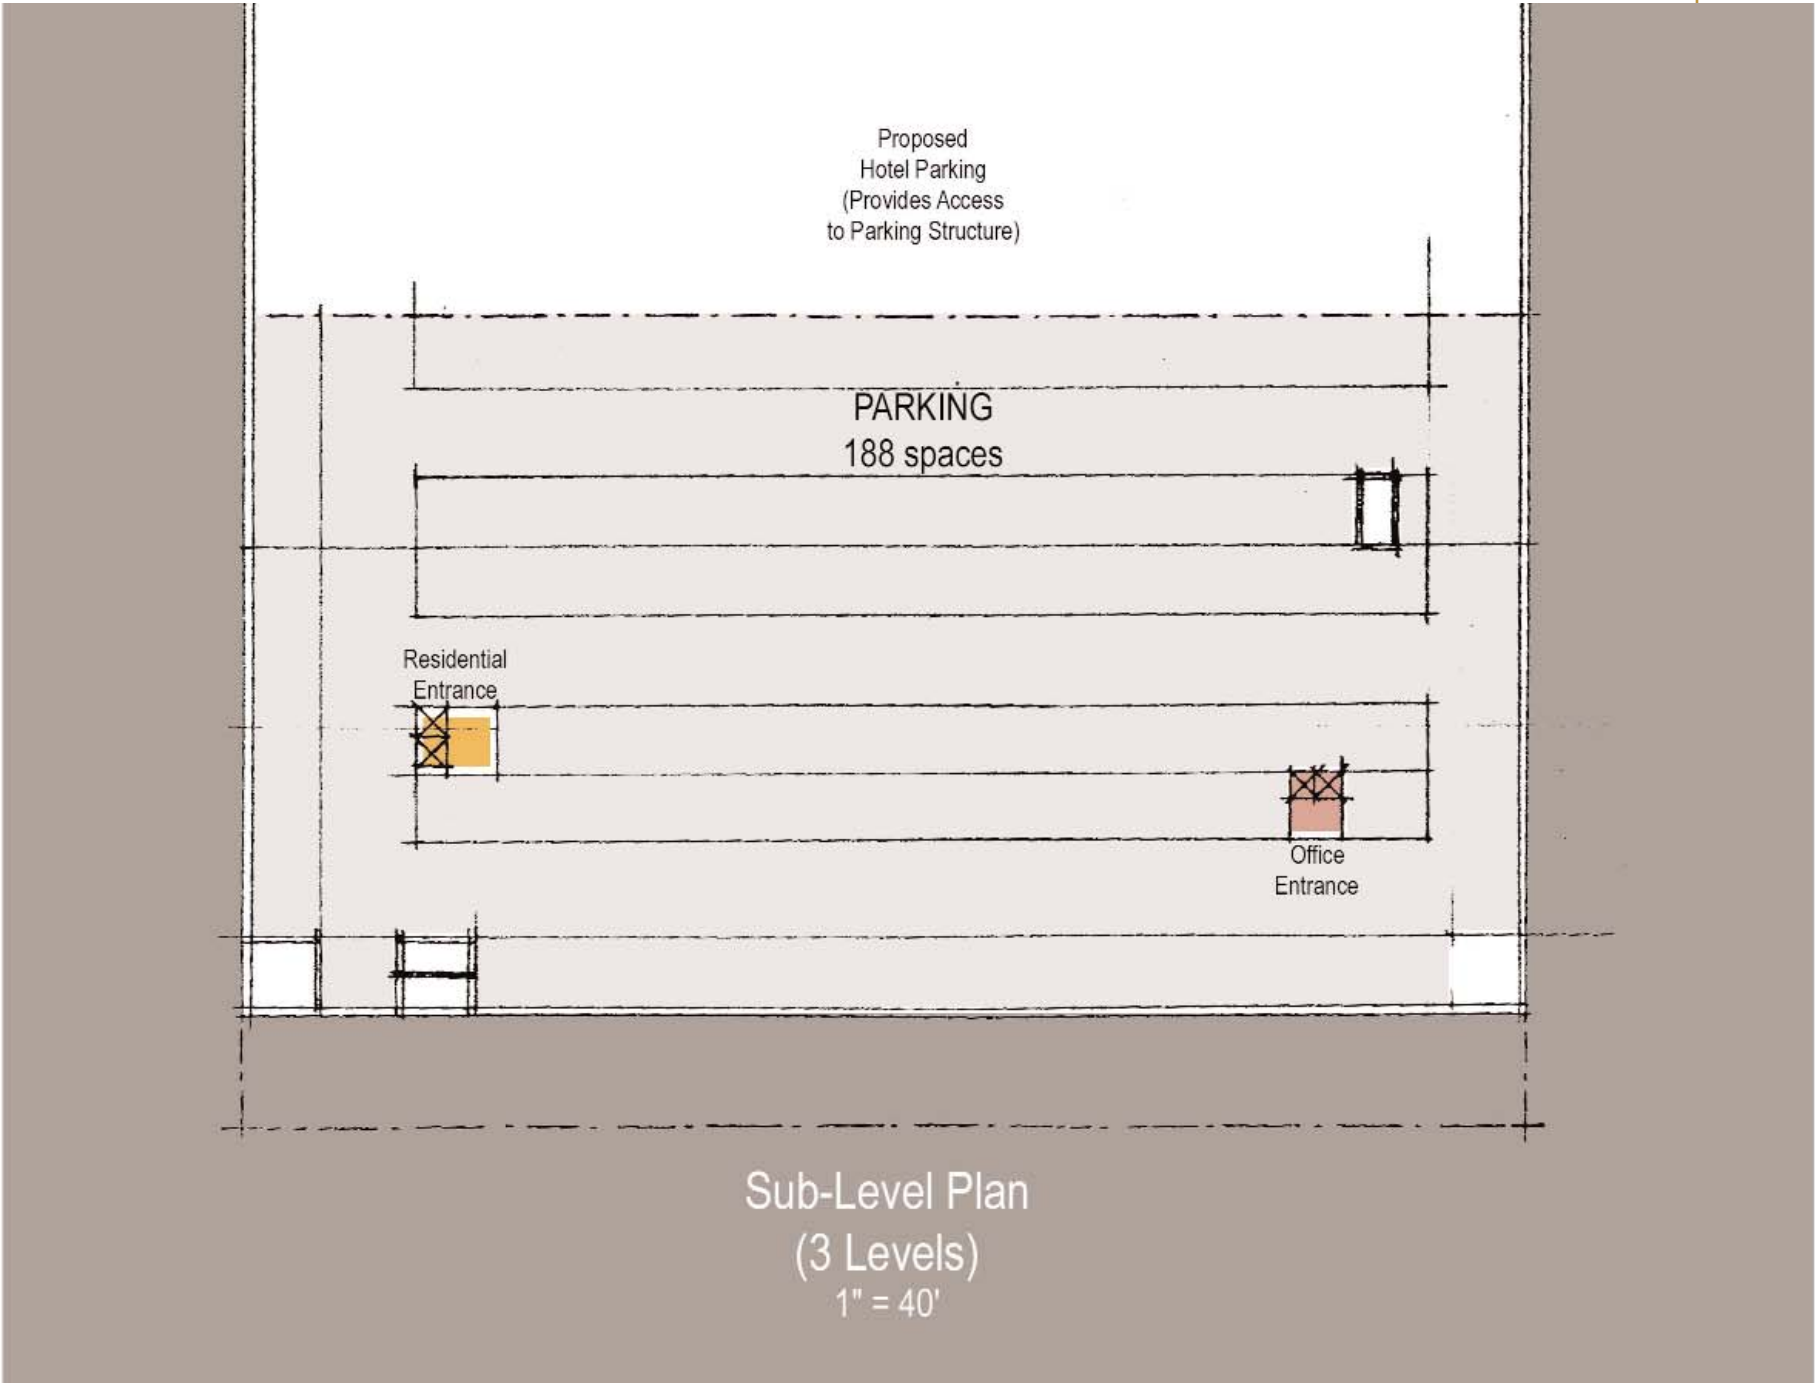 Proposed
Hotel Parking
(Provides Access
to Parking Structure)
PARKING
188 spaces
Residential
Entrance
Office
Entrance
Sub-Level Plan
(3 Levels)
1" = 40'